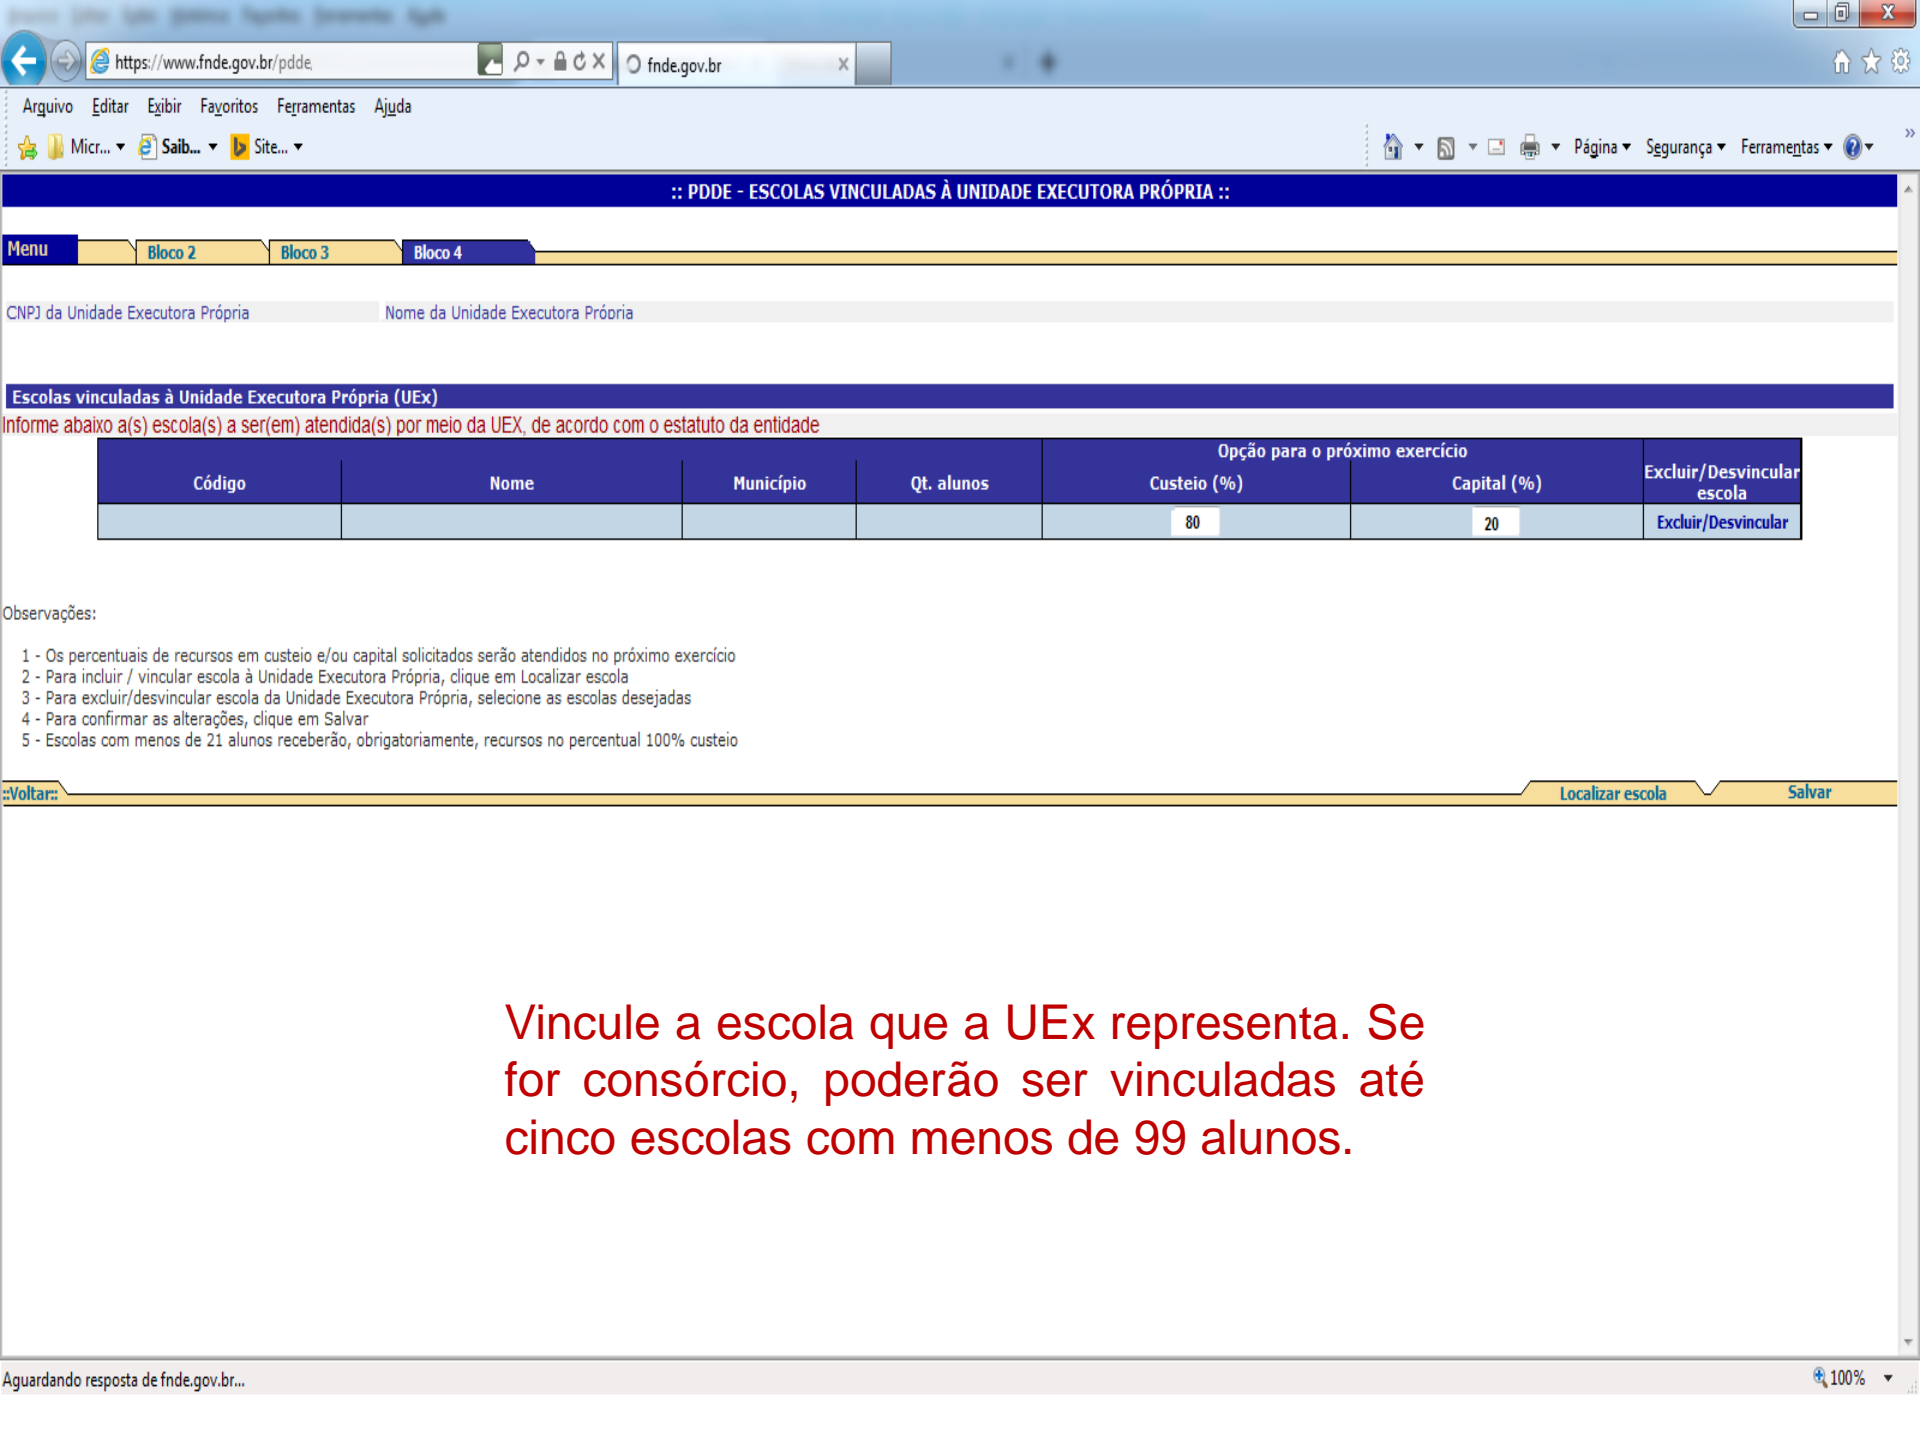 https://www.fnde.gov.br/pdde,
fnde.gov.br
Arquivo Editar Exibir Favoritos Ferramentas Ajuda
Micr... Saib... Site...
Página Segurança Ferramentas
:: PDDE - ESCOLAS VINCULADAS À UNIDADE EXECUTORA PRÓPRIA ::
Menu Bloco 2 Bloco 3 Bloco 4
CNPJ da Unidade Executora Própria Nome da Unidade Executora Própria
Escolas vinculadas à Unidade Executora Própria (UEx)
Informe abaixo a(s) escola(s) a ser(em) atendida(s) por meio da UEX, de acordo com o estatuto da entidade
Opção para o próximo exercício
Código Nome Município Qt. alunos Custeio (%) Capital (%) Excluir/Desvincular
escola
80 20 Excluir/Desvincular
Observações:
1 - Os percentuais de recursos em custeio e/ou capital solicitados serão atendidos no próximo exercício
2 - Para incluir / vincular escola à Unidade Executora Própria, clique em Localizar escola
3 - Para excluir/desvincular escola da Unidade Executora Própria, selecione as escolas desejadas
4 - Para confirmar as alterações, clique em Salvar
5 - Escolas com menos de 21 alunos receberão, obrigatoriamente, recursos no percentual 100% custeio
::Voltar:: Localizar escola Salvar
Vincule a escola que a UEx representa. Se
for consórcio, poderão ser vinculadas até
cinco escolas com menos de 99 alunos.
Aguardando resposta de fnde.gov.br...
100%